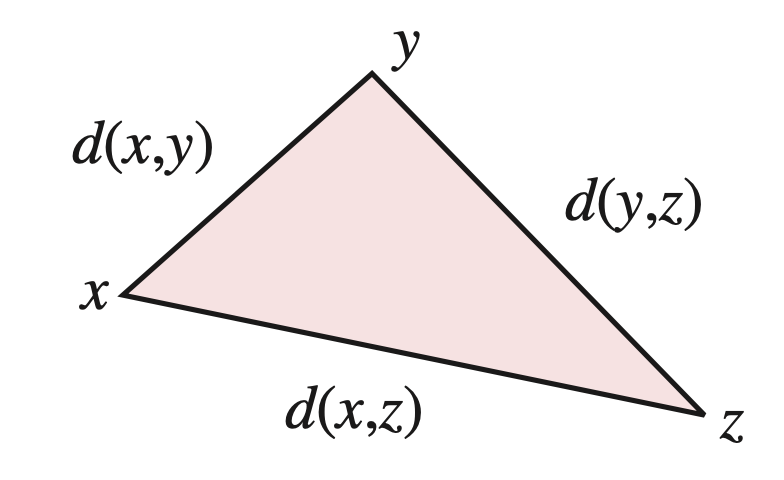 y
d(x,y)
d(y,z)
x
d(x,z)
z